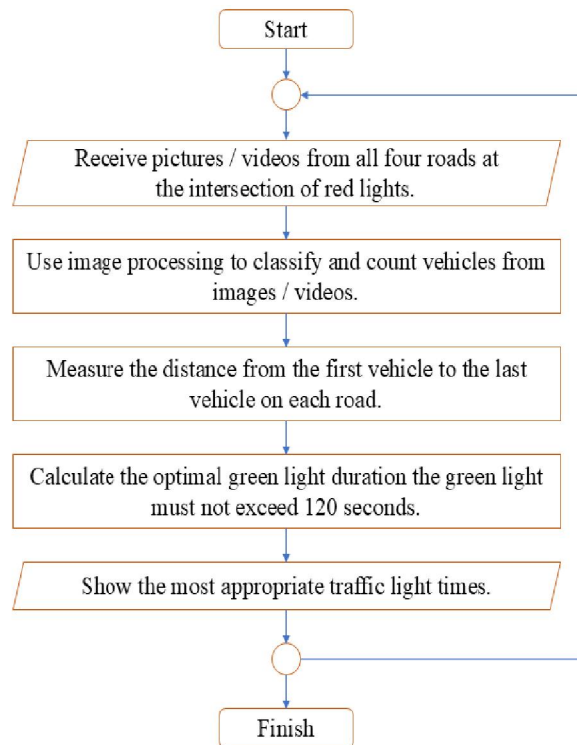 Start
Receive pictures / videos from all four roads at
the intersection of red lights.
Use image processing to classify and count vehicles from
images / videos.
Measure the distance from the first vehicle to the last
vehicle on each road.
Calculate the optimal green light duration the green light
must not exceed 120 seconds.
Show the most appropriate traffic light times.
Finish